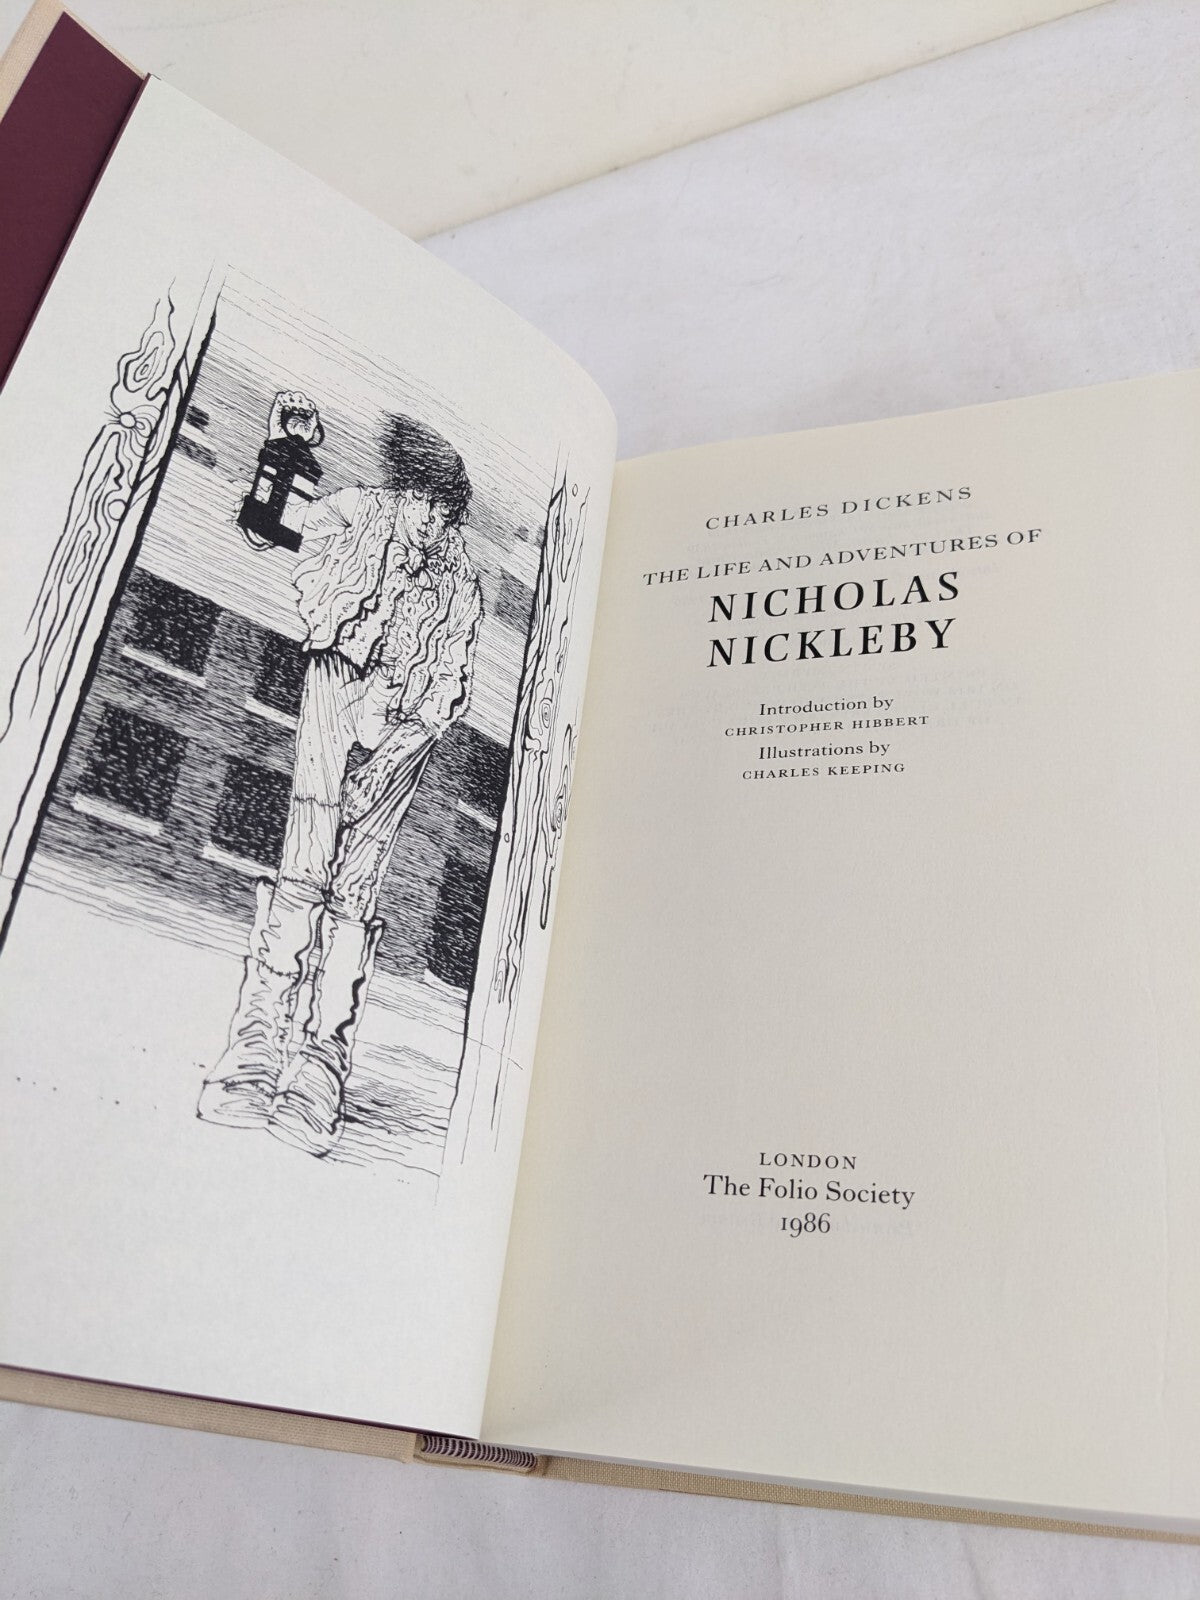 CHARLES DICKENS
THE LIFE AND ADVENTURES OF
NICHOLAS
NICKLEBY
Introduction by
CHRISTOPHER HIBBERT
Illustrations by
CHARLES KEEPING
LONDON
The Folio Society
1986